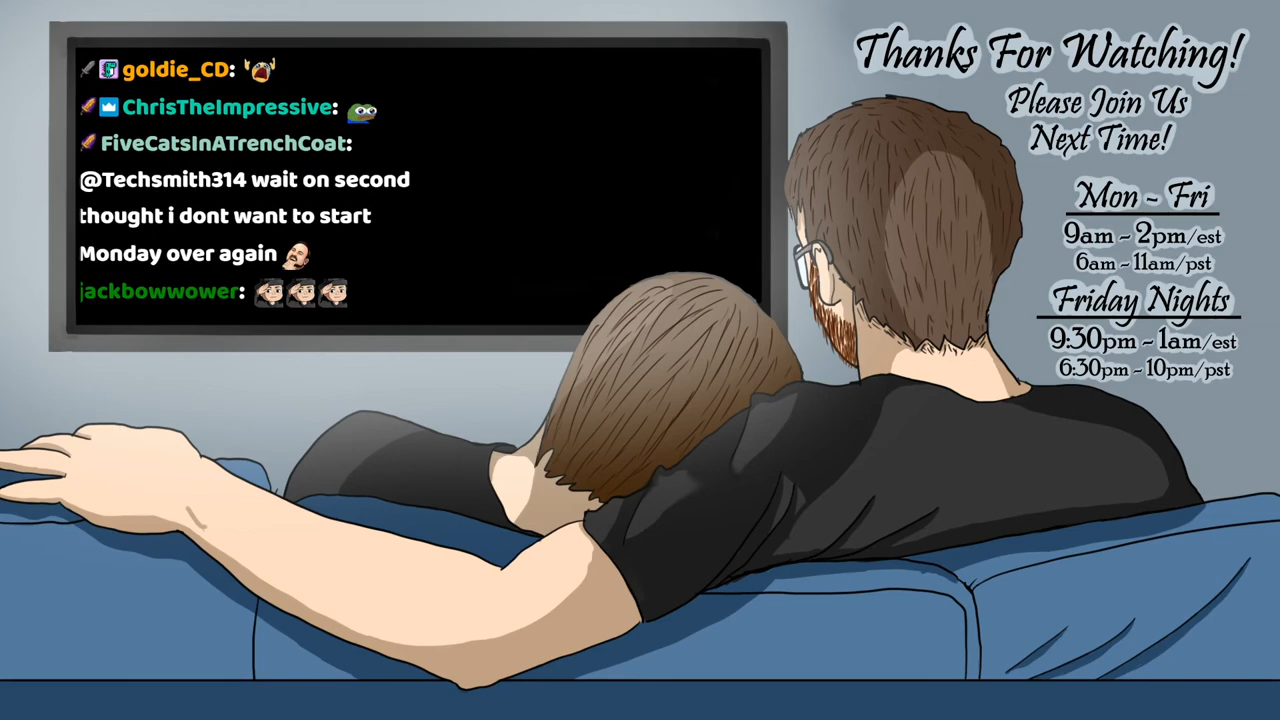 goldie_CD:
ChrisTheImpressive:
FiveCatsInATrenchCoat:
@Techsmith314 wait on second
thought i dont want to start
Monday over again
jackbowwower:
Thanks For Watching!
Please Join Us
Next Time!
Mon - Fri
9am - 2pm/est
6am - 11am/pst
Friday Nights
9:30pm - 1am/est
6:30pm - 10pm/pst